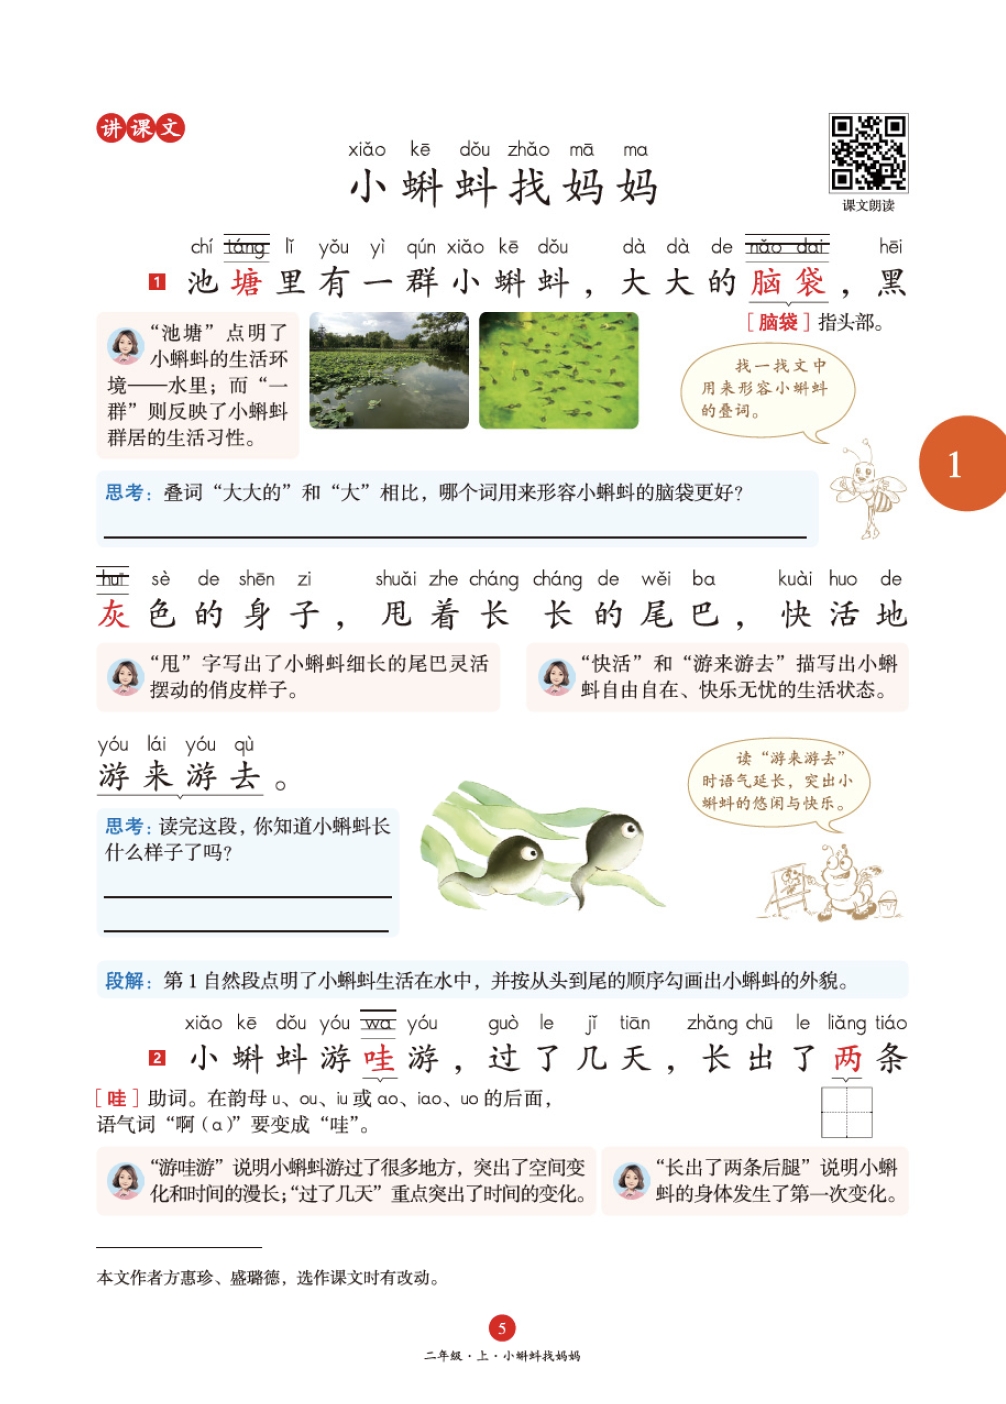 讲课文
xiǎo kē dǒu zhǎo mā ma
小蝌蚪找妈妈
课文朗读
chí táng lǐ yǒu yì qún xiǎo kē dǒu dà dà de nǎo dai hēi
1 池塘里有一群小蝌蚪，大大的脑袋，黑
[脑袋]指头部。
“池塘”点明了
小蝌蚪的生活环
境——水里；而“一
群”则反映了小蝌蚪
群居的生活习性。
找一找文中
用来形容小蝌蚪
的叠词。
1
思考：叠词“大大的”和“大”相比，哪个词用来形容小蝌蚪的脑袋更好？
huī sè de shēn zi shuǎi zhe cháng cháng de wěi ba kuài huo de
灰色的身子，甩着长长的尾巴，快活地
“甩”字写出了小蝌蚪细长的尾巴灵活
摆动的俏皮样子。
“快活”和“游来游去”描写出小蝌
蚪自由自在、快乐无忧的生活状态。
yóu lái yóu qù
游来游去。
读“游来游去”
时语气延长，突出小
蝌蚪的悠闲与快乐。
思考：读完这段，你知道小蝌蚪长
什么样子了吗？
段解：第1自然段点明了小蝌蚪生活在水中，并按从头到尾的顺序勾画出小蝌蚪的外貌。
xiǎo kē dǒu yóu wa yóu guò le jǐ tiān zhǎng chū le liǎng tiáo
2 小蝌蚪游哇游，过了几天，长出了两条
[哇]助词。在韵母u、ou、iu或ao、iao、uo的后面，
语气词“啊（a）”要变成“哇”。
“游哇游”说明小蝌蚪游过了很多地方，突出了空间变
化和时间的漫长；“过了几天”重点突出了时间的变化。
“长出了两条后腿”说明小蝌
蚪的身体发生了第一次变化。
本文作者方惠珍、盛璐德，选作课文时有改动。
5
二年级·上·小蝌蚪找妈妈